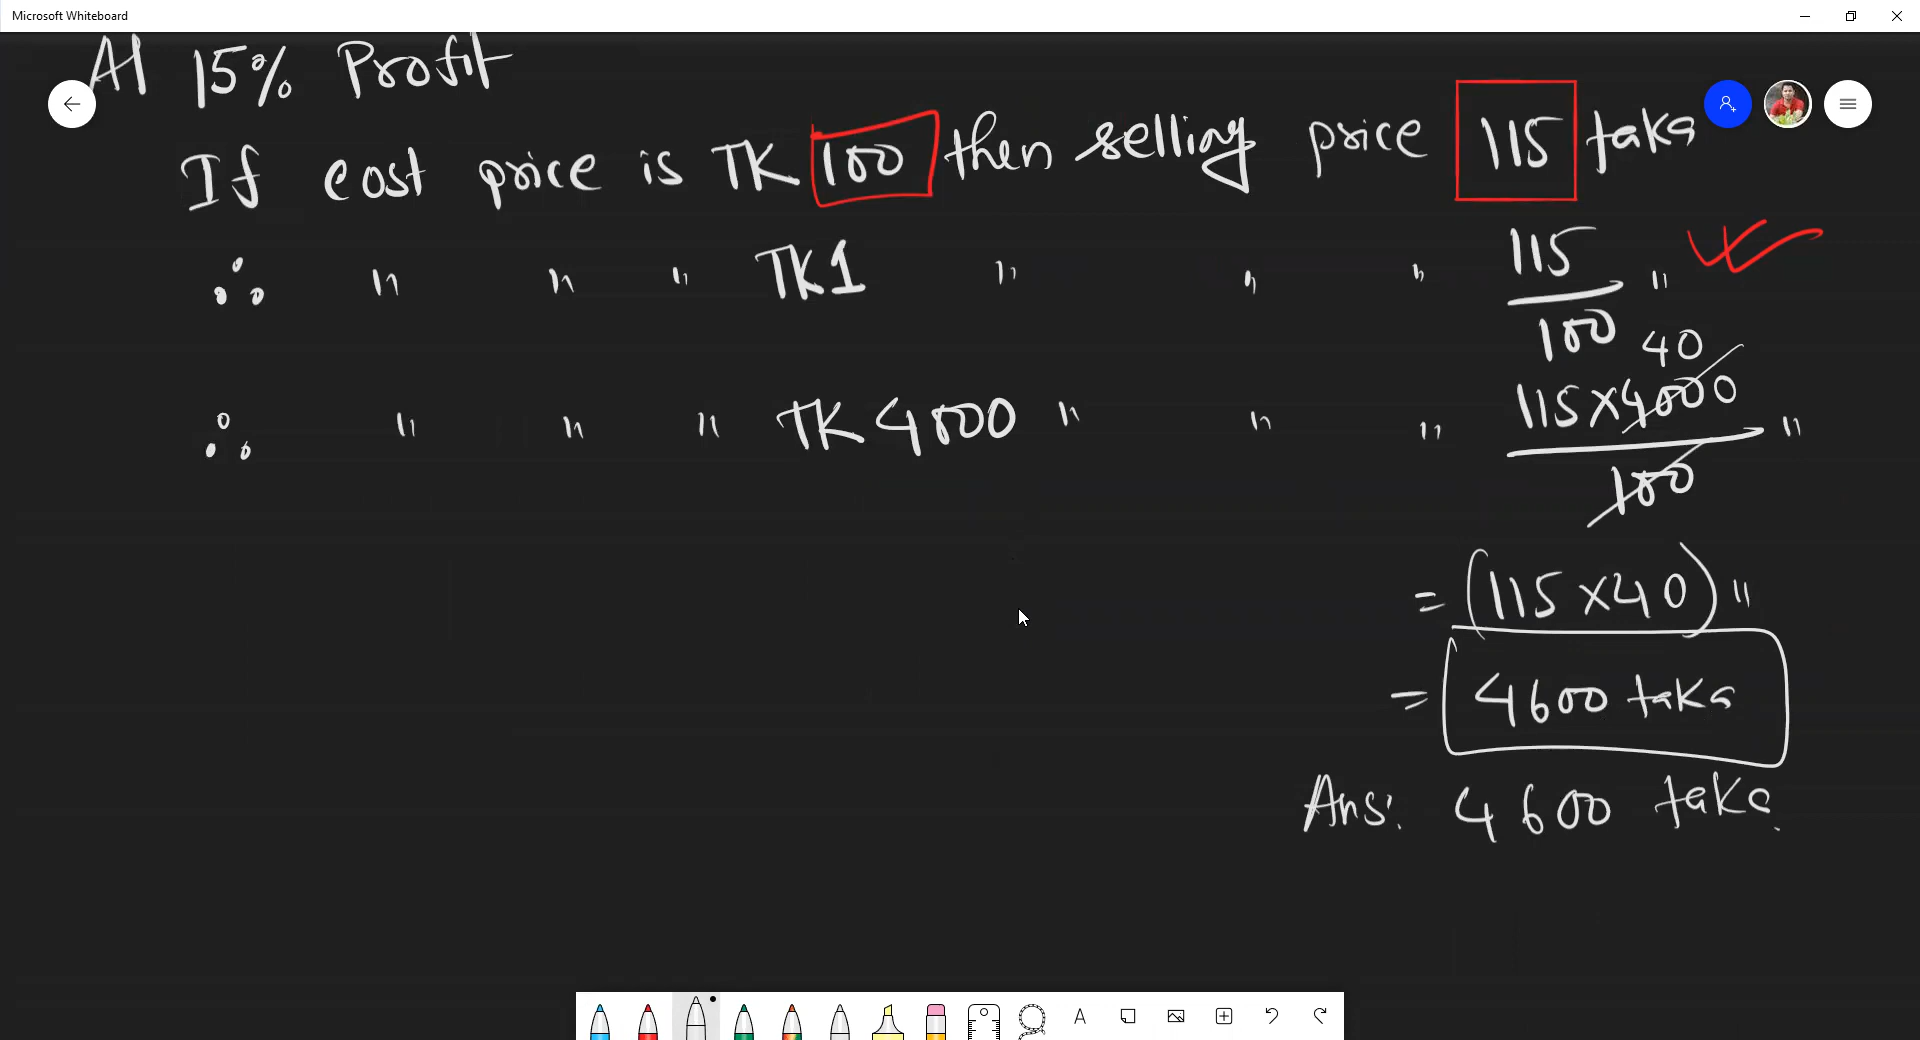 Microsoft Whiteboard
At 15% Profit
If cost price is TK 100 then selling price 115 taka
∴ " " " TK 1 " " " 115/100 "
40
∴ " " " TK 4000 " " " 115×4000/100 "
= (115×40) "
= 4600 taka
Ans: 4600 taka.
A